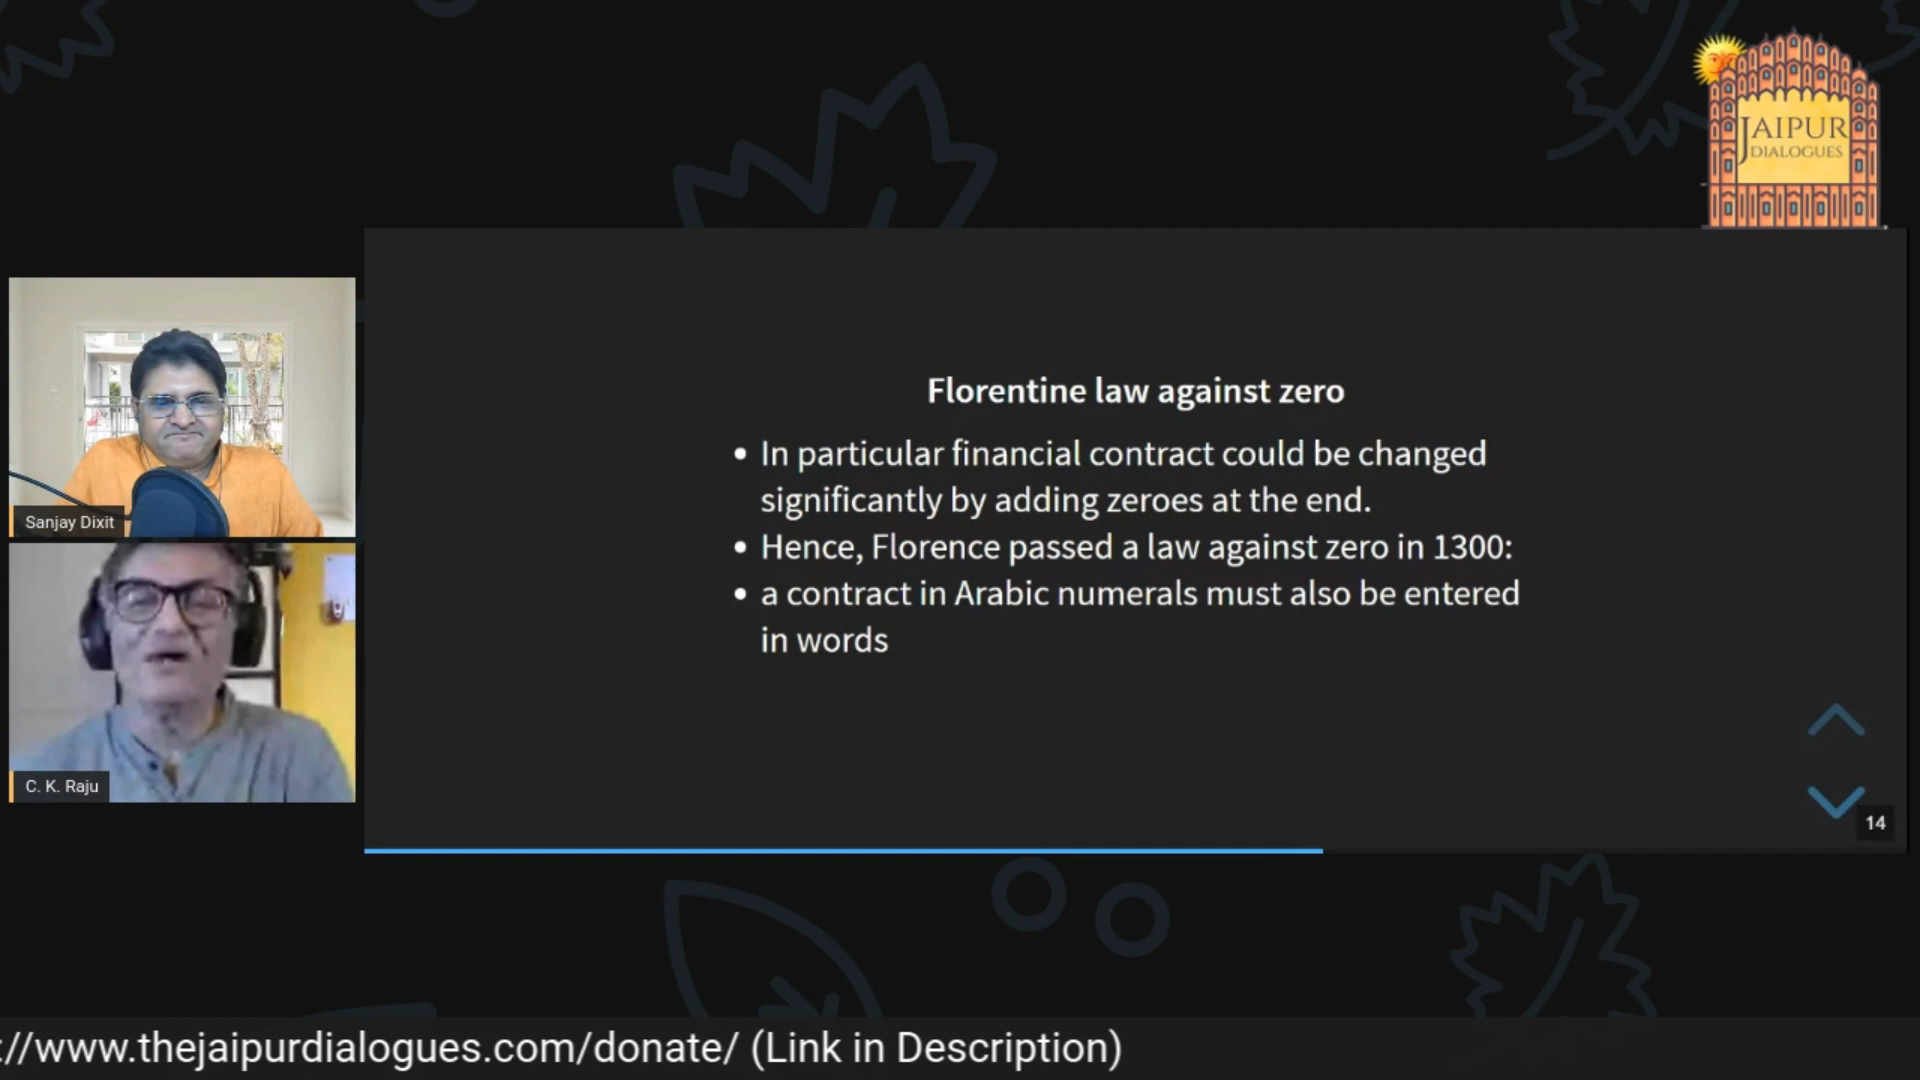 JAIPUR
DIALOGUES
Sanjay Dixit
C. K. Raju
Florentine law against zero
• In particular financial contract could be changed
significantly by adding zeroes at the end.
• Hence, Florence passed a law against zero in 1300:
• a contract in Arabic numerals must also be entered
in words
14
://www.thejaipurdialogues.com/donate/ (Link in Description)